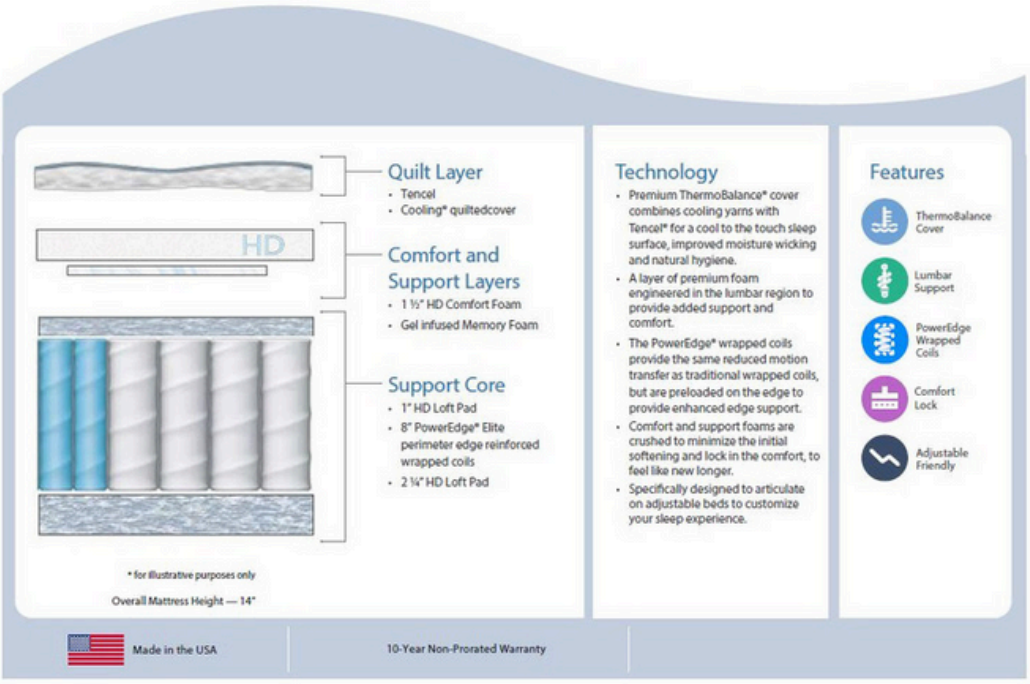 HD
Quilt Layer
• Tencel
• Cooling* quiltedcover
Comfort and
Support Layers
• 1 ½" HD Comfort Foam
• Gel infused Memory Foam
Support Core
• 1" HD Loft Pad
• 8" PowerEdge® Elite
perimeter edge reinforced
wrapped coils
• 2 ¼" HD Loft Pad
* for illustrative purposes only
Overall Mattress Height — 14"
Technology
• Premium ThermoBalance® cover
combines cooling yarns with
Tencel® for a cool to the touch sleep
surface, improved moisture wicking
and natural hygiene.
• A layer of premium foam
engineered in the lumbar region to
provide added support and
comfort.
• The PowerEdge® wrapped coils
provide the same reduced motion
transfer as traditional wrapped coils,
but are preloaded on the edge to
provide enhanced edge support.
• Comfort and support foams are
crushed to minimize the initial
softening and lock in the comfort, to
feel like new longer.
• Specifically designed to articulate
on adjustable beds to customize
your sleep experience.
Features
ThermoBalance
Cover
Lumbar
Support
PowerEdge
Wrapped
Coils
Comfort
Lock
Adjustable
Friendly
Made in the USA
10-Year Non-Prorated Warranty